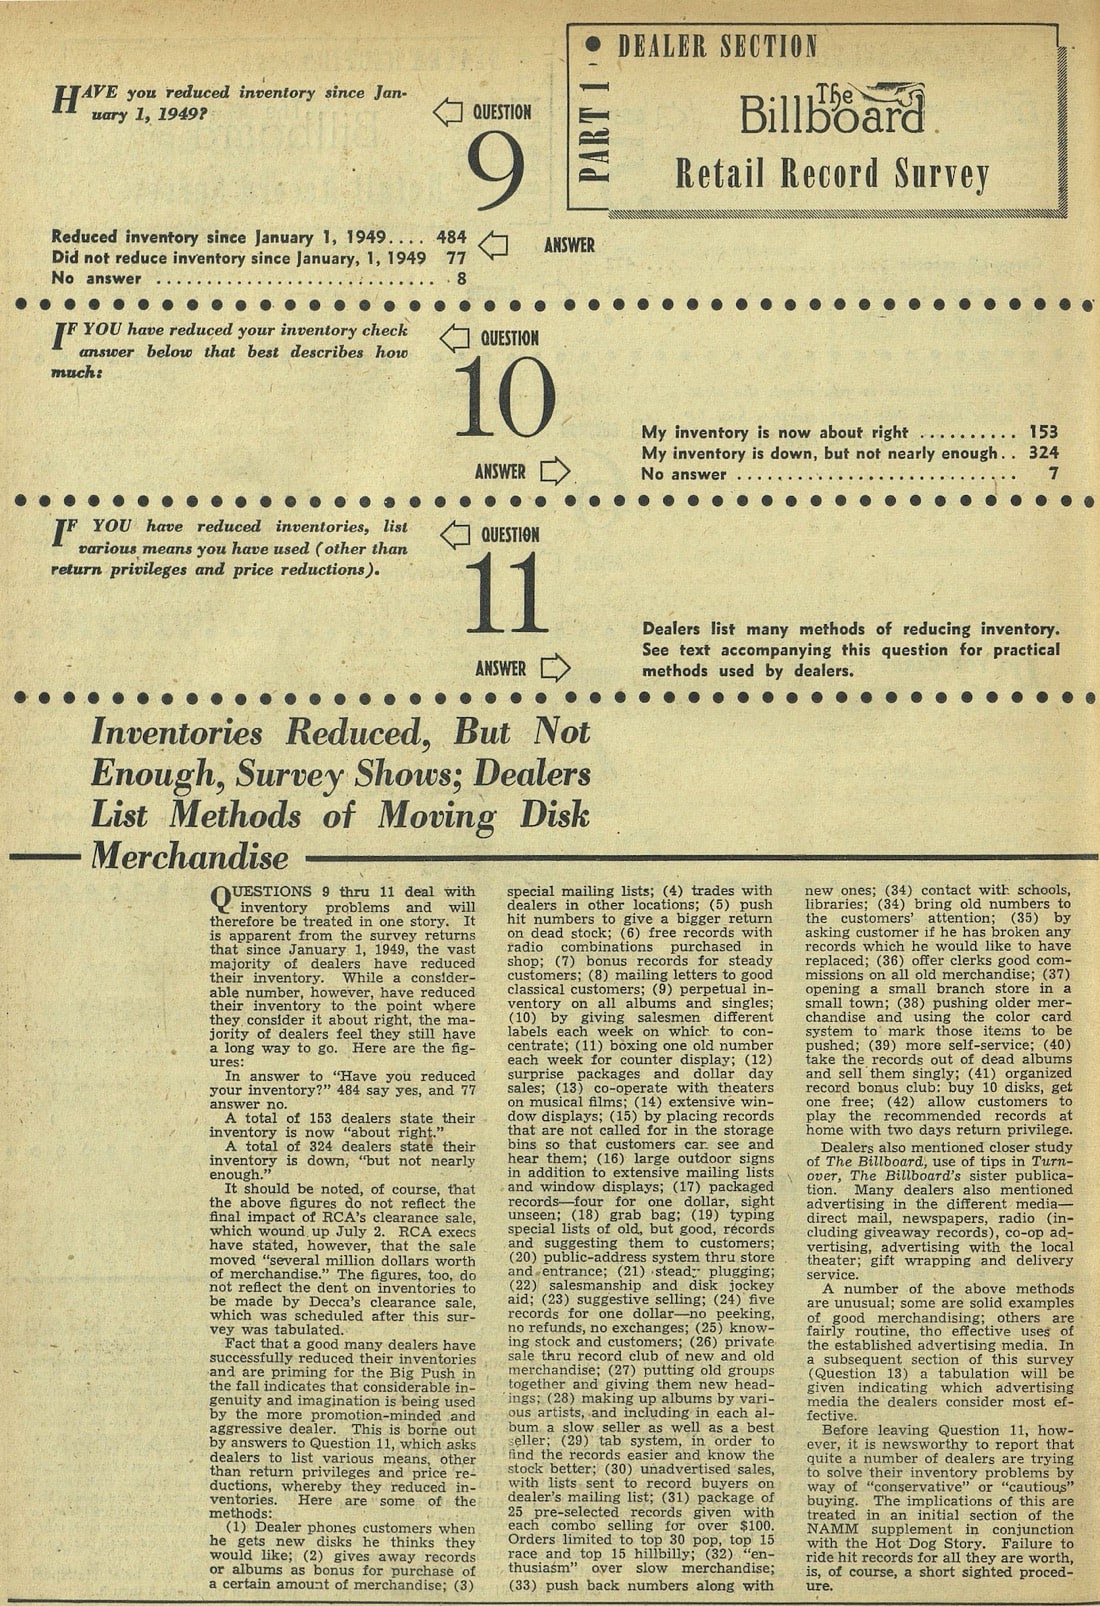 ● DEALER SECTION
PART 1
The
Billboard
Retail Record Survey
HAVE you reduced inventory since Jan-
uary 1, 1949?
QUESTION
9
Reduced inventory since January 1, 1949.... 484
Did not reduce inventory since January, 1, 1949 77
No answer ........................... 8
ANSWER
IF YOU have reduced your inventory check
answer below that best describes how
much:
QUESTION
10
ANSWER
My inventory is now about right .......... 153
My inventory is down, but not nearly enough.. 324
No answer ........................... 7
IF YOU have reduced inventories, list
various means you have used (other than
return privileges and price reductions).
QUESTION
11
ANSWER
Dealers list many methods of reducing inventory.
See text accompanying this question for practical
methods used by dealers.
Inventories Reduced, But Not
Enough, Survey Shows; Dealers
List Methods of Moving Disk
Merchandise
QUESTIONS 9 thru 11 deal with
inventory problems and will
therefore be treated in one story. It
is apparent from the survey returns
that since January 1, 1949, the vast
majority of dealers have reduced
their inventory. While a consider-
able number, however, have reduced
their inventory to the point where
they consider it about right, the ma-
jority of dealers feel they still have
a long way to go. Here are the fig-
ures:
In answer to "Have you reduced
your inventory?" 484 say yes, and 77
answer no.
A total of 153 dealers state their
inventory is now "about right."
A total of 324 dealers state their
inventory is down, "but not nearly
enough."
It should be noted, of course, that
the above figures do not reflect the
final impact of RCA's clearance sale,
which wound up July 2. RCA execs
have stated, however, that the sale
moved "several million dollars worth
of merchandise." The figures, too, do
not reflect the dent on inventories to
be made by Decca's clearance sale,
which was scheduled after this sur-
vey was tabulated.
Fact that a good many dealers have
successfully reduced their inventories
and are priming for the Big Push in
the fall indicates that considerable in-
genuity and imagination is being used
by the more promotion-minded and
aggressive dealer. This is borne out
by answers to Question 11, which asks
dealers to list various means, other
than return privileges and price re-
ductions, whereby they reduced in-
ventories. Here are some of the
methods:
(1) Dealer phones customers when
he gets new disks he thinks they
would like; (2) gives away records
or albums as bonus for purchase of
a certain amount of merchandise; (3)
special mailing lists; (4) trades with
dealers in other locations; (5) push
hit numbers to give a bigger return
on dead stock; (6) free records with
radio combinations purchased in
shop; (7) bonus records for steady
customers; (8) mailing letters to good
classical customers; (9) perpetual in-
ventory on all albums and singles;
(10) by giving salesmen different
labels each week on which to con-
centrate; (11) boxing one old number
each week for counter display; (12)
surprise packages and dollar day
sales; (13) co-operate with theaters
on musical films; (14) extensive win-
dow displays; (15) by placing records
that are not called for in the storage
bins so that customers car. see and
hear them; (16) large outdoor signs
in addition to extensive mailing lists
and window displays; (17) packaged
records—four for one dollar, sight
unseen; (18) grab bag; (19) typing
special lists of old, but good, records
and suggesting them to customers;
(20) public-address system thru store
and entrance; (21) steady plugging;
(22) salesmanship and disk jockey
aid; (23) suggestive selling; (24) five
records for one dollar—no peeking,
no refunds, no exchanges; (25) know-
ing stock and customers; (26) private
sale thru record club of new and old
merchandise; (27) putting old groups
together and giving them new head-
ings; (28) making up albums by vari-
ous artists, and including in each al-
bum a slow seller as well as a best
seller; (29) tab system, in order to
find the records easier and know the
stock better; (30) unadvertised sales,
with lists sent to record buyers on
dealer's mailing list; (31) package of
25 pre-selected records given with
each combo selling for over $100.
Orders limited to top 30 pop, top 15
race and top 15 hillbilly; (32) "en-
thusiasm" over slow merchandise;
(33) push back numbers along with
new ones; (34) contact with schools,
libraries; (34) bring old numbers to
the customers' attention; (35) by
asking customer if he has broken any
records which he would like to have
replaced; (36) offer clerks good com-
missions on all old merchandise; (37)
opening a small branch store in a
small town; (38) pushing older mer-
chandise and using the color card
system to mark those items to be
pushed; (39) more self-service; (40)
take the records out of dead albums
and sell them singly; (41) organized
record bonus club: buy 10 disks, get
one free; (42) allow customers to
play the recommended records at
home with two days return privilege.
Dealers also mentioned closer study
of The Billboard, use of tips in Turn-
over, The Billboard's sister publica-
tion. Many dealers also mentioned
advertising in the different media—
direct mail, newspapers, radio (in-
cluding giveaway records), co-op ad-
vertising, advertising with the local
theater; gift wrapping and delivery
service.
A number of the above methods
are unusual; some are solid examples
of good merchandising; others are
fairly routine, tho effective uses of
the established advertising media. In
a subsequent section of this survey
(Question 13) a tabulation will be
given indicating which advertising
media the dealers consider most ef-
fective.
Before leaving Question 11, how-
ever, it is newsworthy to report that
quite a number of dealers are trying
to solve their inventory problems by
way of "conservative" or "cautious"
buying. The implications of this are
treated in an initial section of the
NAMM supplement in conjunction
with the Hot Dog Story. Failure to
ride hit records for all they are worth,
is, of course, a short sighted proced-
ure.